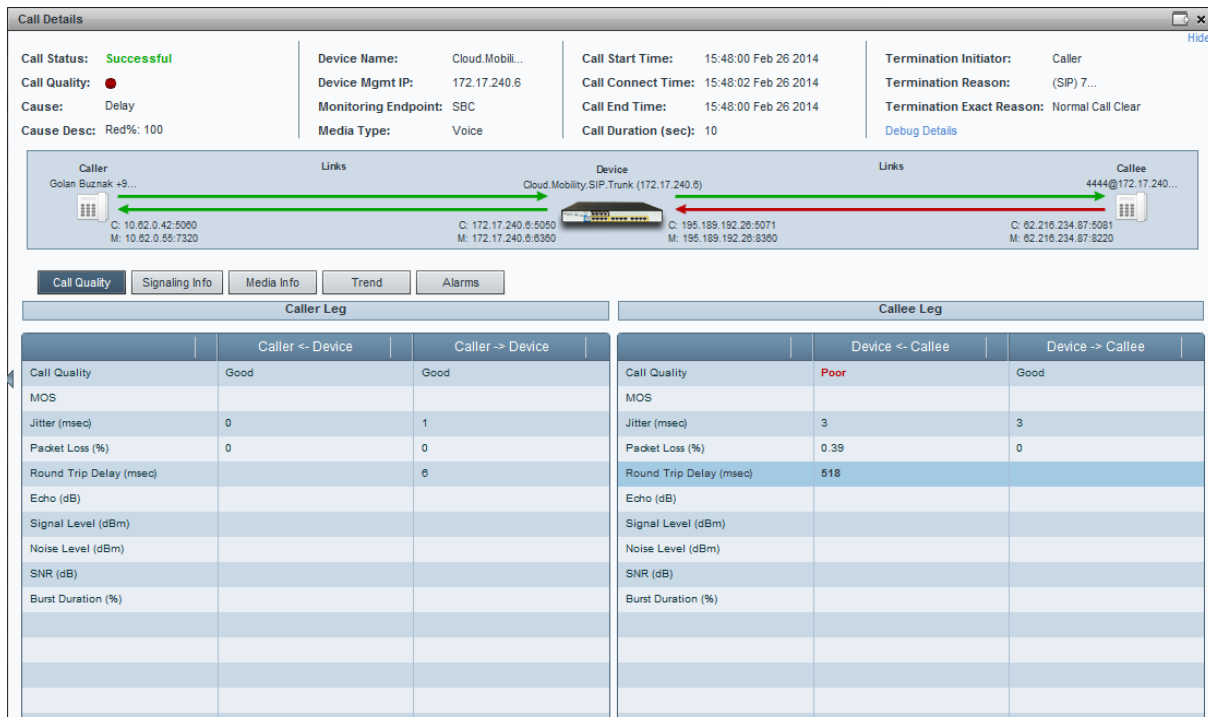 Call Details
Hide
Call Status: Successful
Call Quality:
Cause: Delay
Cause Desc: Red%: 100
Device Name: Cloud.Mobili...
Device Mgmt IP: 172.17.240.6
Monitoring Endpoint: SBC
Media Type: Voice
Call Start Time: 15:48:00 Feb 26 2014
Call Connect Time: 15:48:02 Feb 26 2014
Call End Time: 15:48:00 Feb 26 2014
Call Duration (sec): 10
Termination Initiator: Caller
Termination Reason: (SIP) 7...
Termination Exact Reason: Normal Call Clear
Debug Details
Caller
Golan Buznak +9...
Links
Device
Cloud.Mobility.SIP.Trunk (172.17.240.6)
Links
Callee
4444@172.17.240...
C: 10.62.0.42:5060
M: 10.62.0.55:7320
C: 172.17.240.6:5050
M: 172.17.240.6:6360
C: 195.189.192.26:5071
M: 195.189.192.26:8360
C: 62.216.234.87:5081
M: 62.216.234.87:8220
Call Quality Signaling Info Media Info Trend Alarms
Caller Leg
Caller <- Device Caller -> Device
Call Quality Good Good
MOS
Jitter (msec) 0 1
Packet Loss (%) 0 0
Round Trip Delay (msec) 6
Echo (dB)
Signal Level (dBm)
Noise Level (dBm)
SNR (dB)
Burst Duration (%)
Callee Leg
Device <- Callee Device -> Callee
Call Quality Poor Good
MOS
Jitter (msec) 3 3
Packet Loss (%) 0.39 0
Round Trip Delay (msec) 518
Echo (dB)
Signal Level (dBm)
Noise Level (dBm)
SNR (dB)
Burst Duration (%)